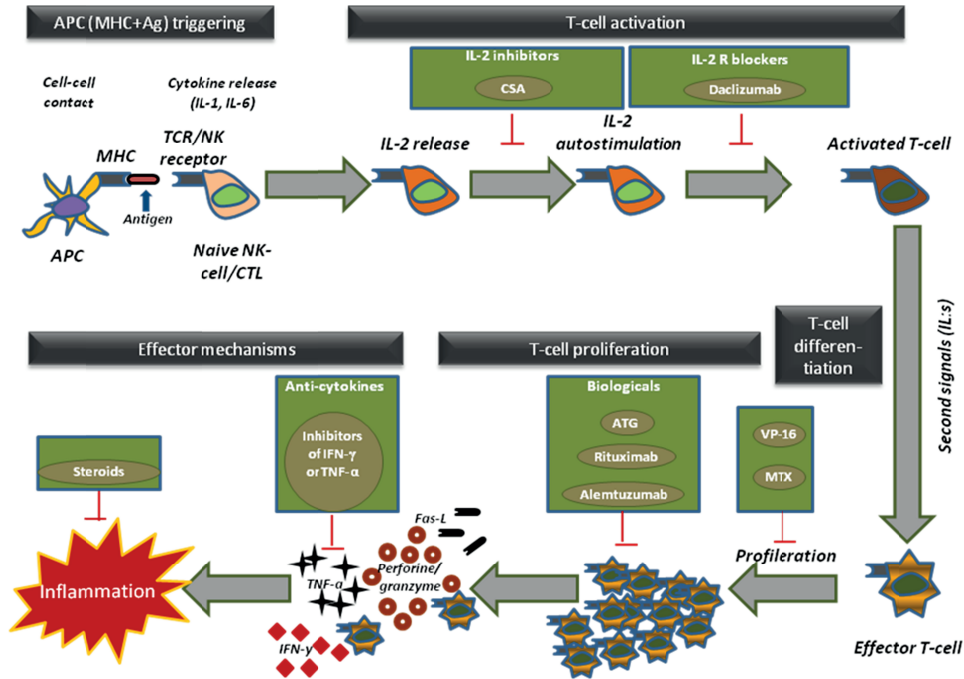 APC (MHC+Ag) triggering
T-cell activation
IL-2 inhibitors
CSA
IL-2 R blockers
Daclizumab
Cell-cell
contact
Cytokine release
(IL-1, IL-6)
TCR/NK
receptor
MHC
Antigen
APC
Naive NK-
cell/CTL
IL-2 release
IL-2
autostimulation
Activated T-cell
Second signals (IL:s)
T-cell
differen-
tiation
Effector mechanisms
T-cell proliferation
Anti-cytokines
Inhibitors
of IFN-γ
or TNF-α
Biologicals
ATG
Rituximab
Alemtuzumab
VP-16
MTX
Steroids
Fas-L
Perforine/
granzyme
TNF-α
IFN-γ
Inflammation
Profileration
Effector T-cell